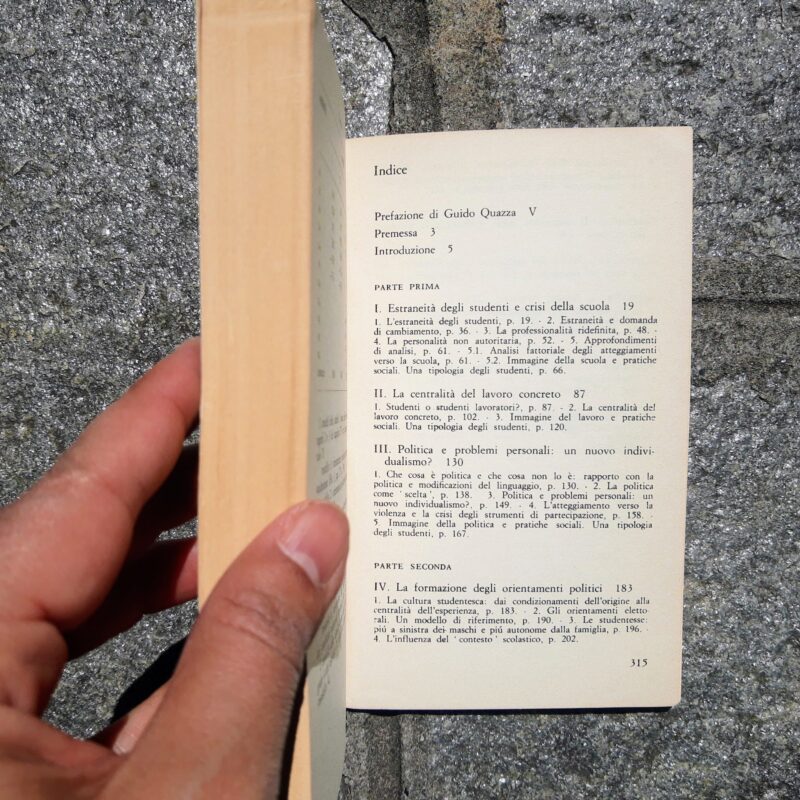 Indice
Prefazione di Guido Quazza V
Premessa 3
Introduzione 5
PARTE PRIMA
I. Estraneità degli studenti e crisi della scuola 19
1. L'estraneità degli studenti, p. 19. · 2. Estraneità e domanda
di cambiamento, p. 36. · 3. La professionalità ridefinita, p. 48. ·
4. La personalità non autoritaria, p. 52. · 5. Approfondimenti
di analisi, p. 61. · 5.1. Analisi fattoriale degli atteggiamenti
verso la scuola, p. 61. · 5.2. Immagine della scuola e pratiche
sociali. Una tipologia degli studenti, p. 66.
II. La centralità del lavoro concreto 87
1. Studenti o studenti lavoratori?, p. 87. · 2. La centralità del
lavoro concreto, p. 102. · 3. Immagine del lavoro e pratiche
sociali. Una tipologia degli studenti, p. 120.
III. Politica e problemi personali: un nuovo indivi-
dualismo? 130
1. Che cosa è politica e che cosa non lo è: rapporto con la
politica e modificazioni del linguaggio, p. 130. · 2. La politica
come 'scelta', p. 138. 3. Politica e problemi personali: un
nuovo individualismo?, p. 149. · 4. L'atteggiamento verso la
violenza e la crisi degli strumenti di partecipazione, p. 158. ·
5. Immagine della politica e pratiche sociali. Una tipologia
degli studenti, p. 167.
PARTE SECONDA
IV. La formazione degli orientamenti politici 183
1. La cultura studentesca: dai condizionamenti dell'origine alla
centralità dell'esperienza, p. 183. · 2. Gli orientamenti eletto-
rali. Un modello di riferimento, p. 190. · 3. Le studentesse:
piú a sinistra dei maschi e piú autonome dalla famiglia, p. 196. ·
4. L'influenza del 'contesto' scolastico, p. 202.
315